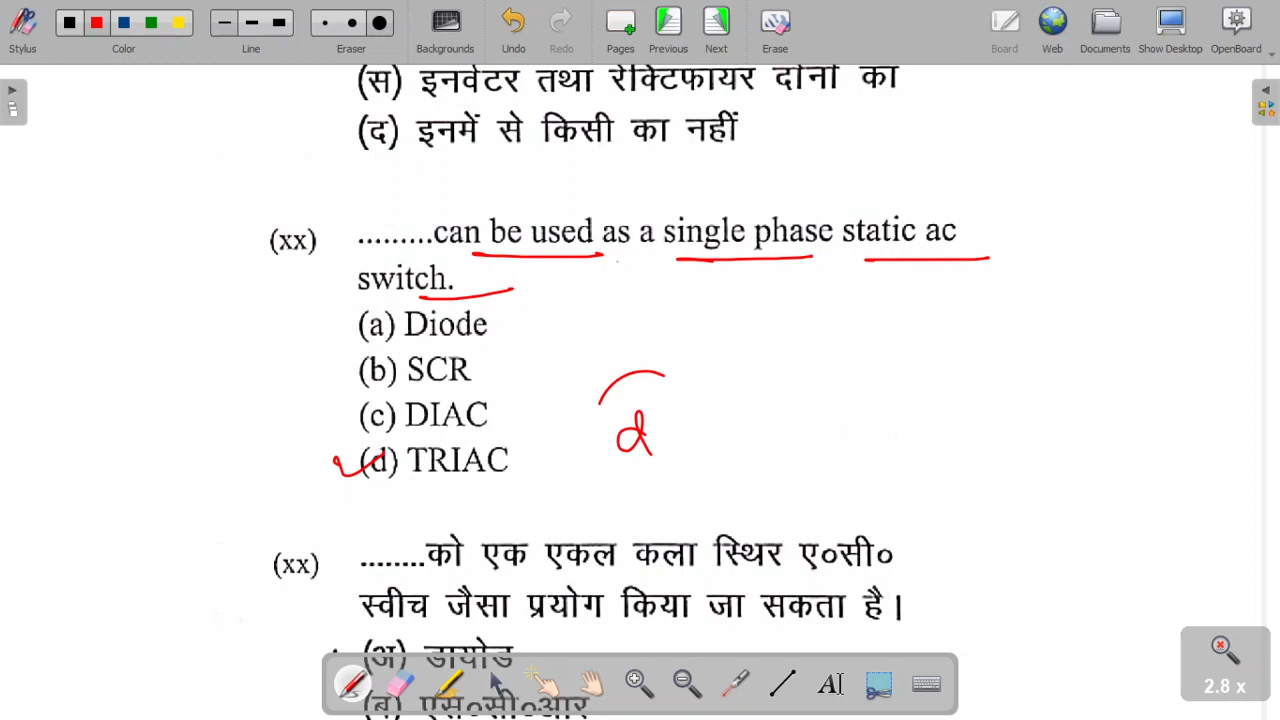 Stylus
Color
Line
Eraser
Backgrounds
Undo
Redo
Pages
Previous
Next
Erase
Board
Web
Documents
Show Desktop
OpenBoard
(स) इनवेटर तथा रेक्टिफायर दोनों का
(द) इनमें से किसी का नहीं
(xx) .........can be used as a single phase static ac
switch.
(a) Diode
(b) SCR
(c) DIAC
d
(d) TRIAC
(xx) ........को एक एकल कला स्थिर ए०सी०
स्वीच जैसा प्रयोग किया जा सकता है।
(अ) डायोड
(ब) एस०सी०आर
2.8 x